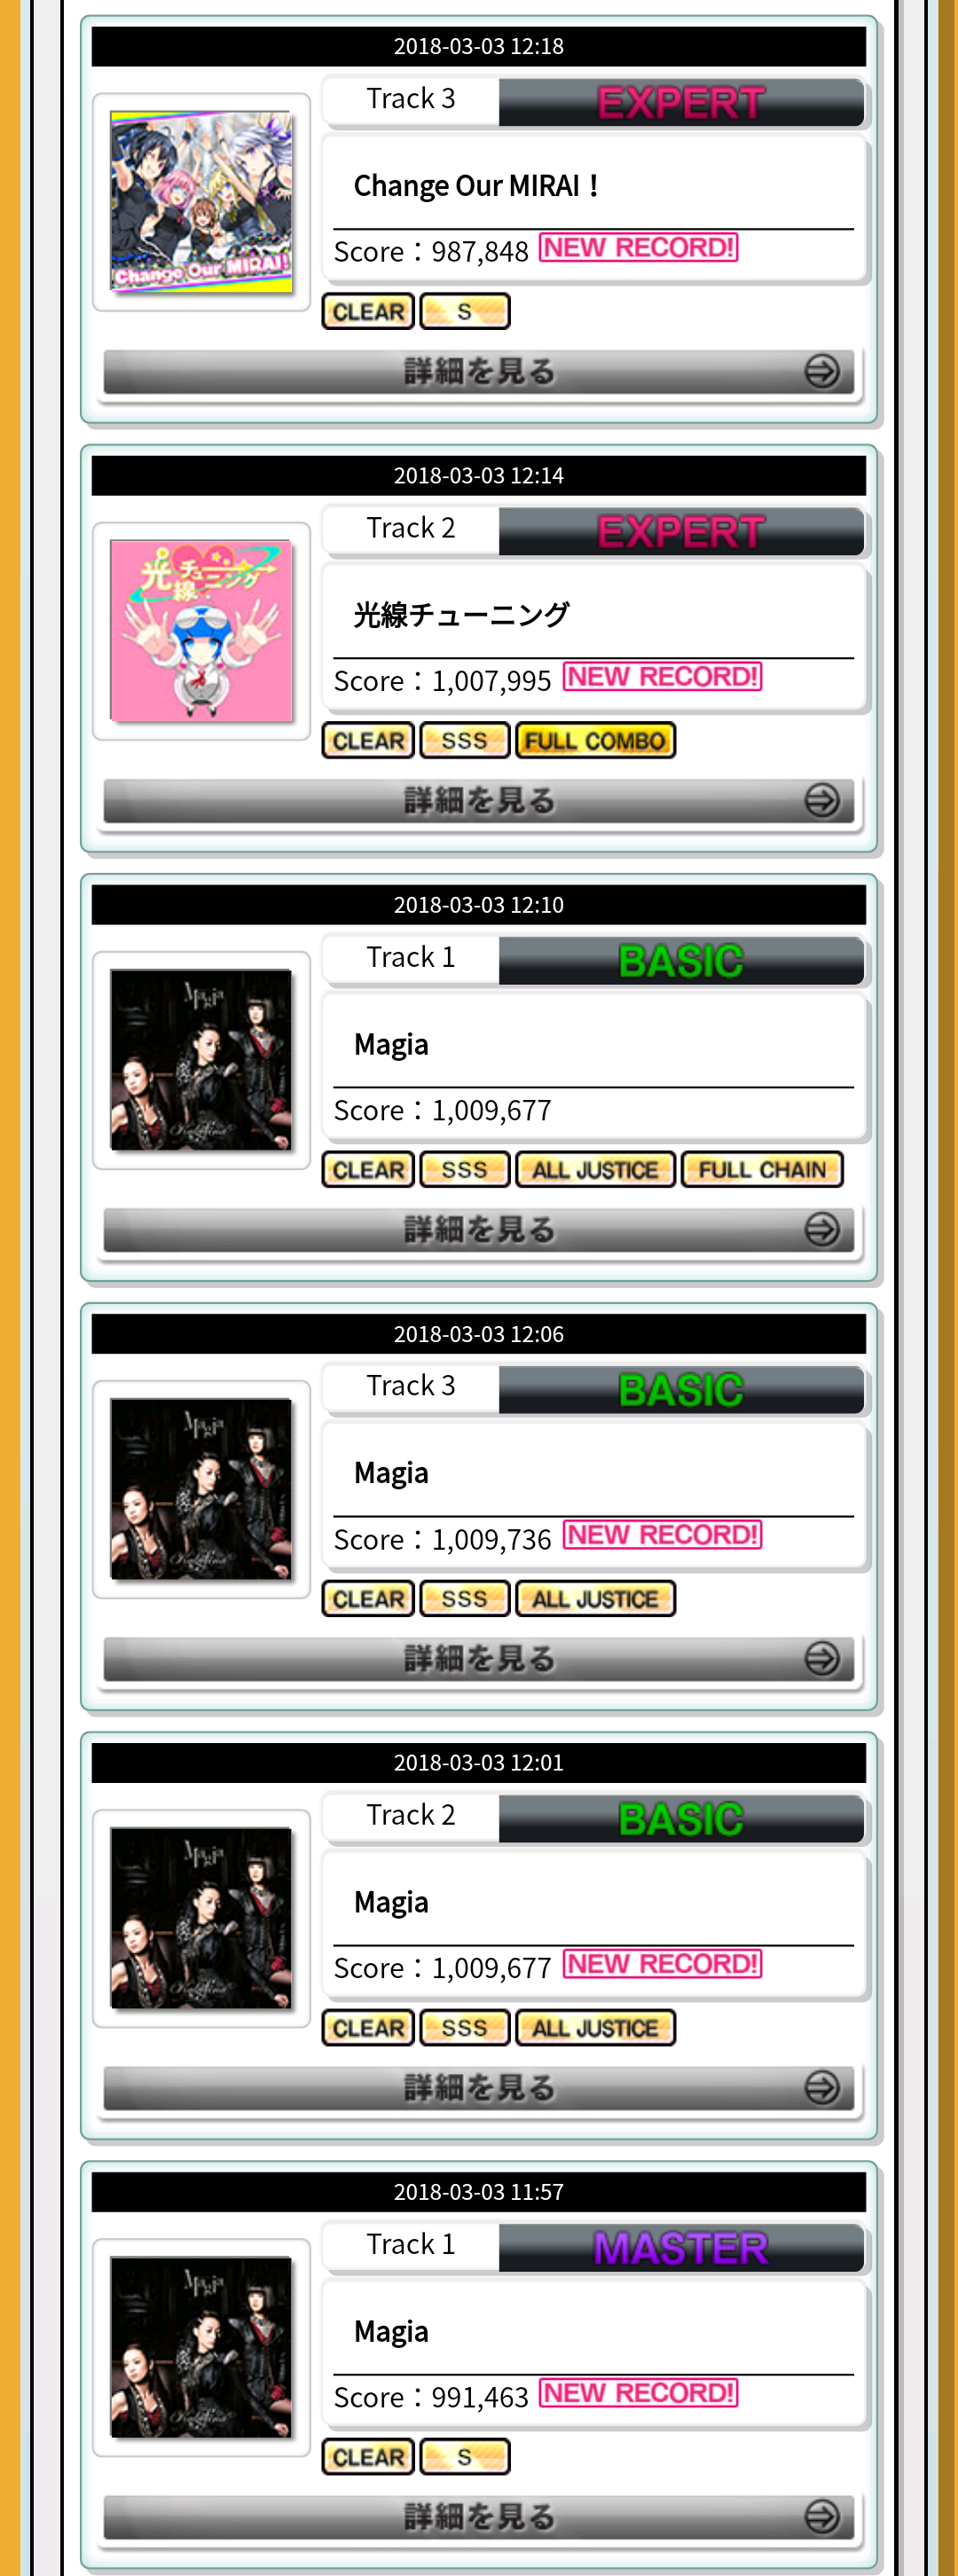 2018-03-03 12:18
Track 3 EXPERT
Change Our MIRAI!
Change Our MIRAI！
Score：987,848 NEW RECORD!
CLEAR S
詳細を見る
2018-03-03 12:14
Track 2 EXPERT
光線チューニング
光線チューニング
Score：1,007,995 NEW RECORD!
CLEAR SSS FULL COMBO
詳細を見る
2018-03-03 12:10
Track 1 BASIC
Magia
Magia
Kalafina
Score：1,009,677
CLEAR SSS ALL JUSTICE FULL CHAIN
詳細を見る
2018-03-03 12:06
Track 3 BASIC
Magia
Magia
Kalafina
Score：1,009,736 NEW RECORD!
CLEAR SSS ALL JUSTICE
詳細を見る
2018-03-03 12:01
Track 2 BASIC
Magia
Magia
Kalafina
Score：1,009,677 NEW RECORD!
CLEAR SSS ALL JUSTICE
詳細を見る
2018-03-03 11:57
Track 1 MASTER
Magia
Magia
Kalafina
Score：991,463 NEW RECORD!
CLEAR S
詳細を見る